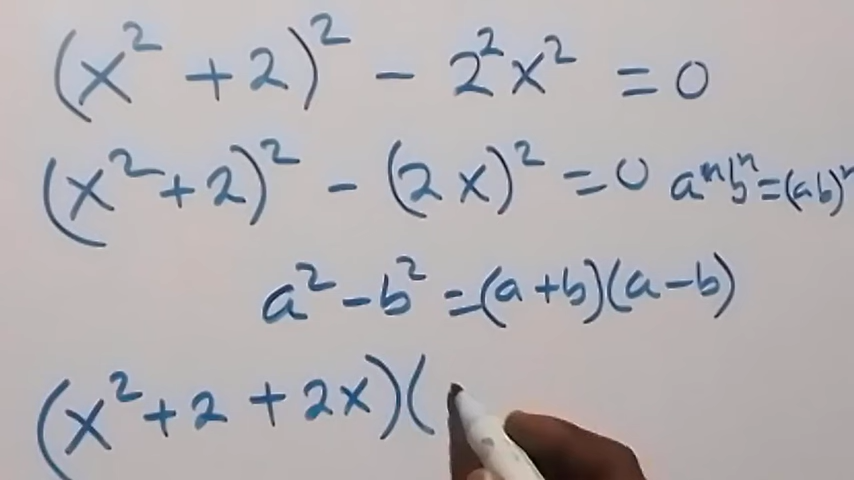 (x² + 2)² - 2²x² = 0
(x² + 2)² - (2x)² = 0 aⁿbⁿ = (ab)ⁿ
a² - b² = (a + b)(a - b)
(x² + 2 + 2x)(